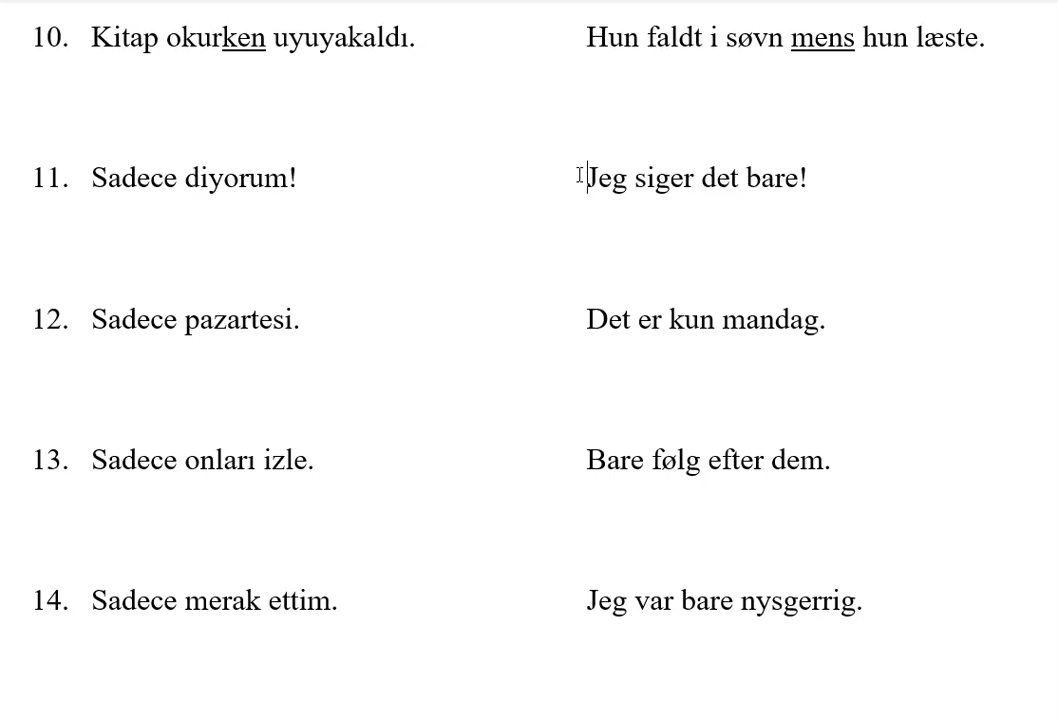 10. Kitap okurken uyuyakaldı. Hun faldt i søvn mens hun læste.
11. Sadece diyorum! Jeg siger det bare!
12. Sadece pazartesi. Det er kun mandag.
13. Sadece onları izle. Bare følg efter dem.
14. Sadece merak ettim. Jeg var bare nysgerrig.